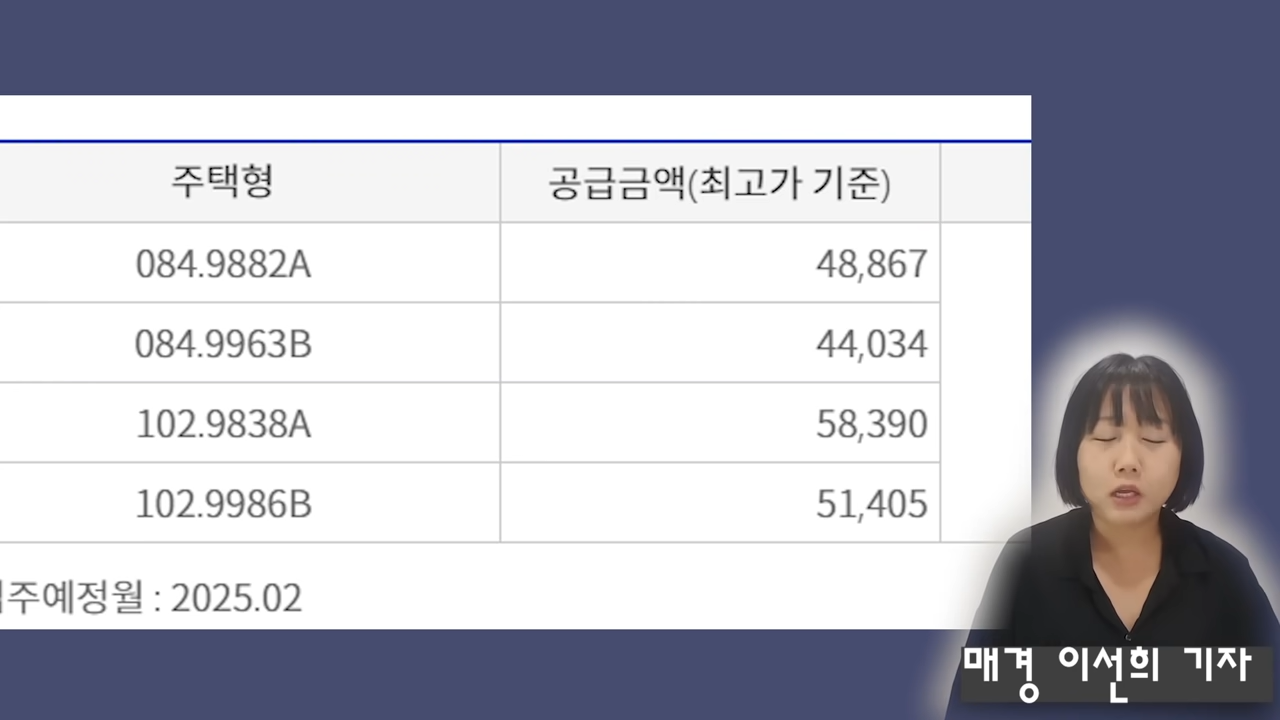 주택형 공급금액(최고가 기준)
084.9882A 48,867
084.9963B 44,034
102.9838A 58,390
102.9986B 51,405
주예정월 : 2025.02
매경 이선희 기자